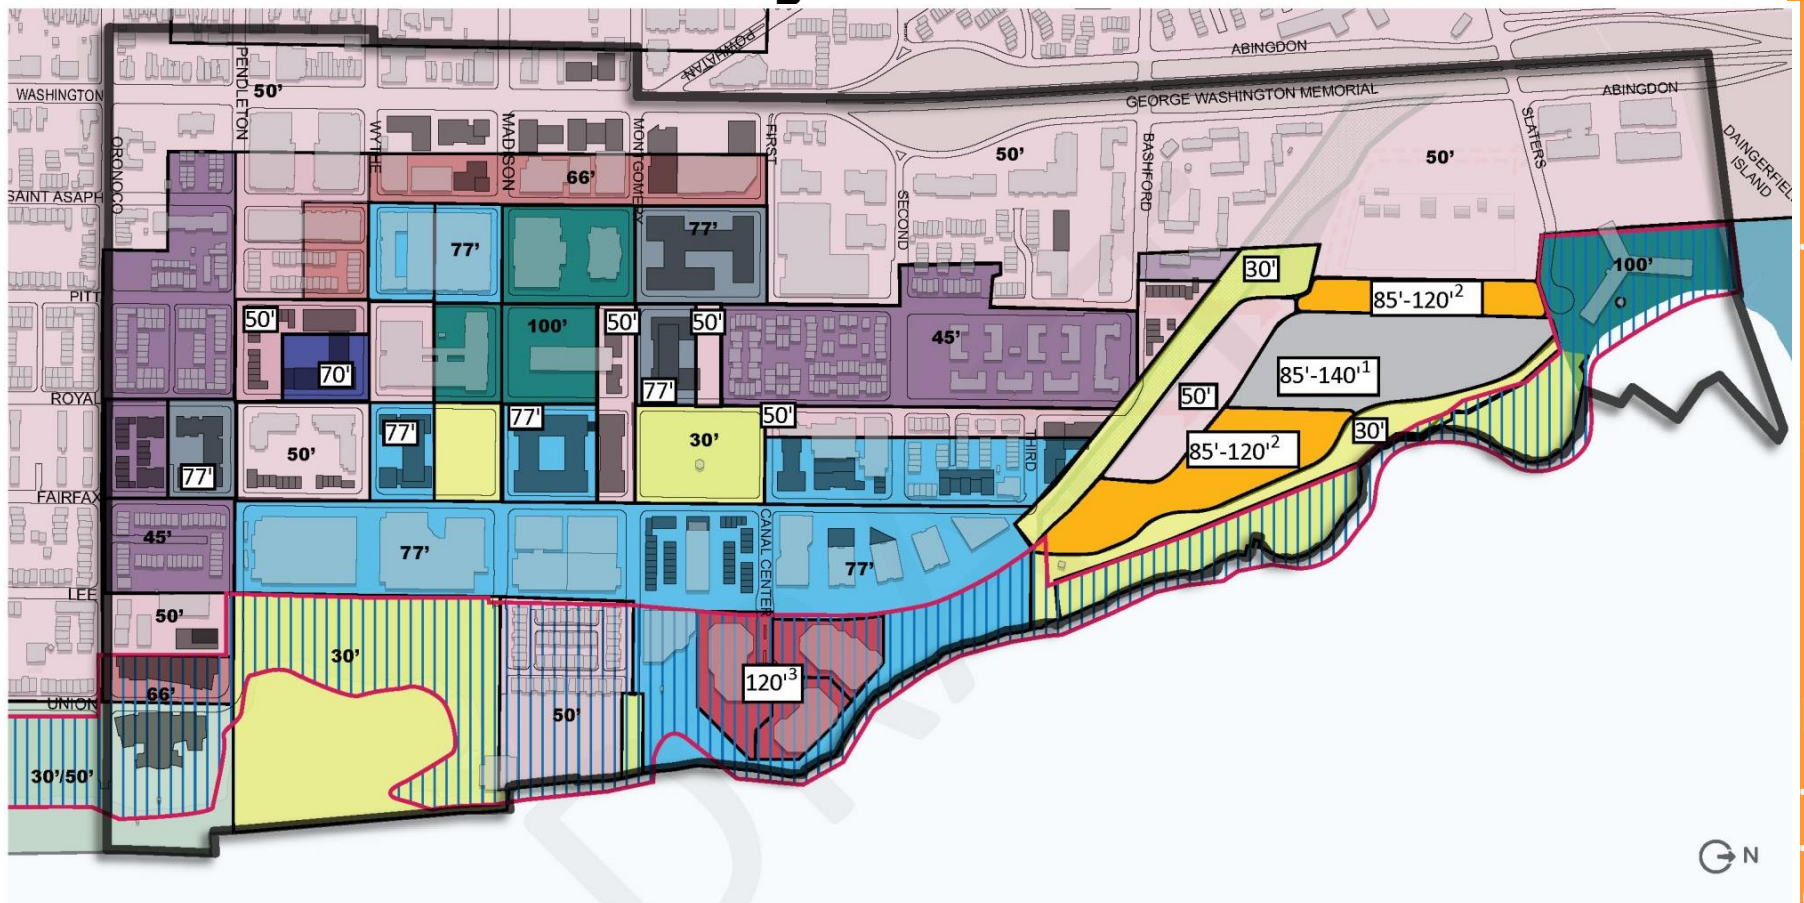 POWHATAN
ABINGDON
PENDLETON
WASHINGTON
50'
GEORGE WASHINGTON MEMORIAL
ABINGDON
ORONOCO
WYTHE
MADISON
MONTGOMERY
FIRST
SECOND
50'
BASHFORD
50'
SLATERS
DAINGERFIEL
ISLAND
SAINT ASAPH
66'
77'
77'
30'
100'
PITT
50'
100'
50'
50'
45'
85'-120'2
70'
77'
85'-140'1
ROYAL
50'
50'
77'
77'
30'
85'-120'2
30'
77'
50'
THIRD
FAIRFAX
45'
77'
CANAL CENTER
77'
LEE
50'
30'
120'3
66'
UNION
50'
30'/50'
N